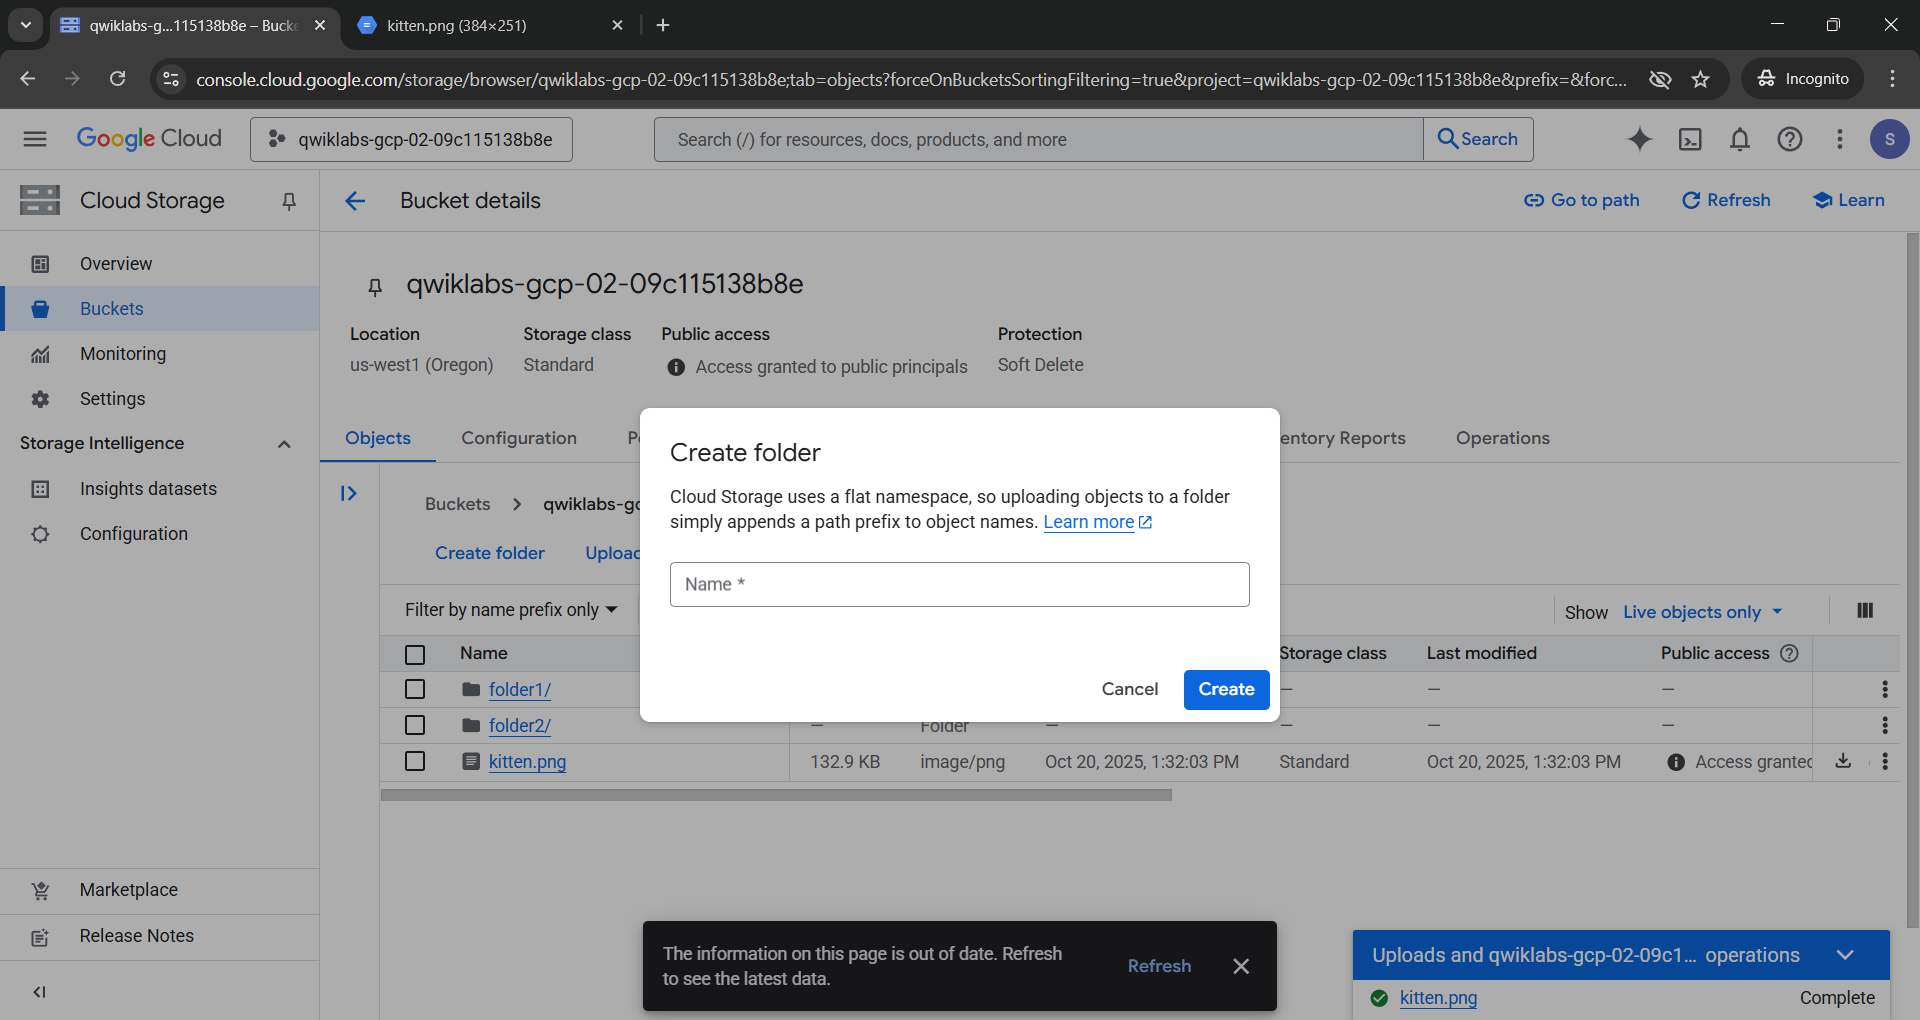 qwiklabs-g...115138b8e – Bucke
kitten.png (384×251)
console.cloud.google.com/storage/browser/qwiklabs-gcp-02-09c115138b8e;tab=objects?forceOnBucketsSortingFiltering=true&project=qwiklabs-gcp-02-09c115138b8e&prefix=&forc...
Incognito
Google Cloud
qwiklabs-gcp-02-09c115138b8e
Search (/) for resources, docs, products, and more
Search
S
Cloud Storage
Bucket details
Go to path
Refresh
Learn
Overview
Buckets
Monitoring
Settings
Storage Intelligence
Insights datasets
Configuration
Marketplace
Release Notes
qwiklabs-gcp-02-09c115138b8e
Location
Storage class
Public access
Protection
us-west1 (Oregon)
Standard
Access granted to public principals
Soft Delete
Objects
Configuration
entory Reports
Operations
Buckets
qwiklabs-gc
Create folder
Upload
Filter by name prefix only
Show
Live objects only
Name
Storage class
Last modified
Public access
folder1/
–
–
–
folder2/
–
Folder
–
–
–
–
kitten.png
132.9 KB
image/png
Oct 20, 2025, 1:32:03 PM
Standard
Oct 20, 2025, 1:32:03 PM
Access granted
Create folder
Cloud Storage uses a flat namespace, so uploading objects to a folder
simply appends a path prefix to object names. Learn more
Name *
Cancel
Create
The information on this page is out of date. Refresh
to see the latest data.
Refresh
Uploads and qwiklabs-gcp-02-09c1... operations
kitten.png
Complete